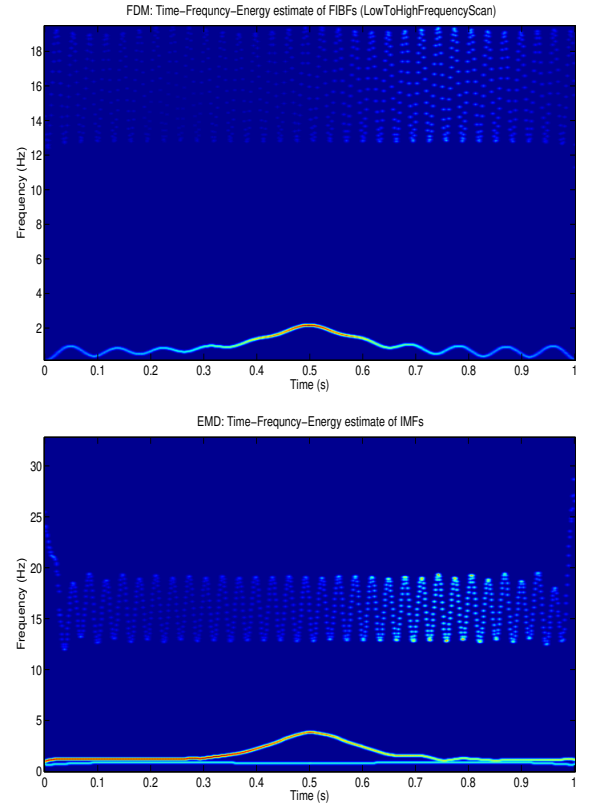 FDM: Time−Frequncy−Energy estimate of FIBFs (LowToHighFrequencyScan)
18
16
14
12
10
8
6
4
2
Frequency (Hz)
0 0.1 0.2 0.3 0.4 0.5 0.6 0.7 0.8 0.9 1
Time (s)
EMD: Time−Frequncy−Energy estimate of IMFs
30
25
20
15
10
5
0
Frequency (Hz)
0 0.1 0.2 0.3 0.4 0.5 0.6 0.7 0.8 0.9 1
Time (s)